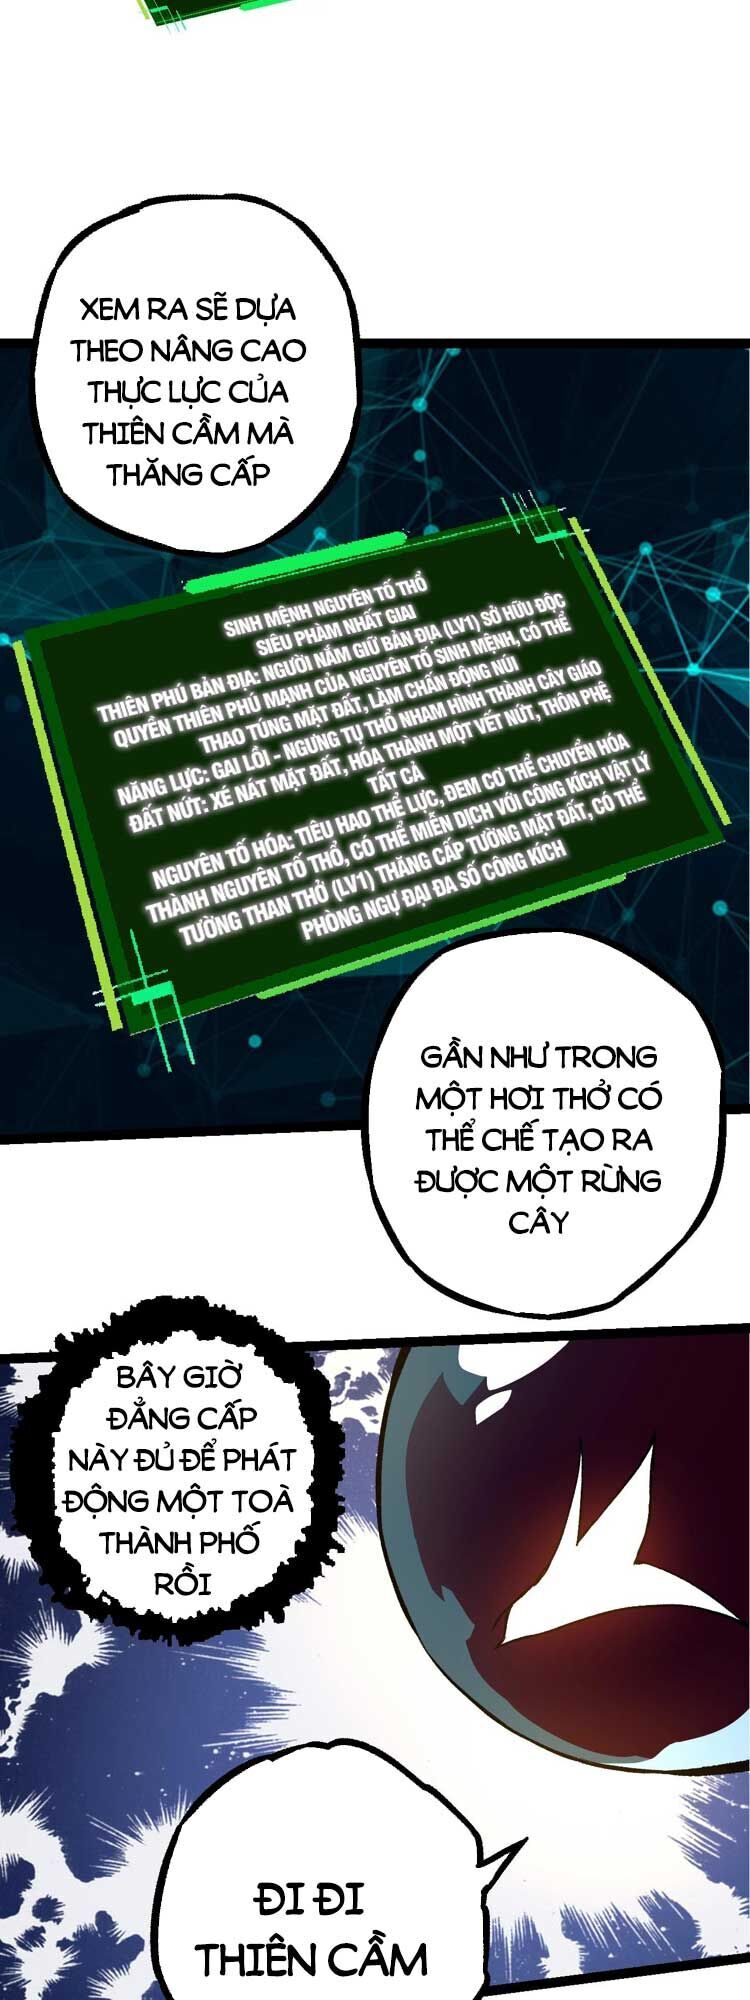 XEM RA SẼ DỰA
THEO NÂNG CAO
THỰC LỰC CỦA
THIÊN CẦM MÀ
THĂNG CẤP
SINH MỆNH NGUYÊN TỐ THỔ
SIÊU PHÀM NHẤT GIAI
THIÊN PHÚ BẢN ĐỊA: NGƯỜI NẮM GIỮ BẢN ĐỊA (LV1) SỞ HỮU ĐỘC
QUYỀN THIÊN PHÚ MẠNH CỦA NGUYÊN TỐ SINH MỆNH, CÓ THỂ
THAO TÚNG MẶT ĐẤT, LÀM CHẤN ĐỘNG NÚI
NĂNG LỰC: GAI LỒI - NGƯNG TỤ THỔ NHAM HÌNH THÀNH CÂY GIÁO
ĐẤT NỨT: XÉ NÁT MẶT ĐẤT, HÓA THÀNH MỘT VẾT NỨT, THÔN PHỆ
TẤT CẢ
NGUYÊN TỐ HÓA: TIÊU HAO THỂ LỰC, ĐEM CƠ THỂ CHUYỂN HÓA
THÀNH NGUYÊN TỐ THỔ, CÓ THỂ MIỄN DỊCH VỚI CÔNG KÍCH VẬT LÝ
TƯỜNG THAN THỞ (LV1) THĂNG CẤP TƯỜNG MẶT ĐẤT, CÓ THỂ
PHÒNG NGỰ ĐẠI ĐA SỐ CÔNG KÍCH
GẦN NHƯ TRONG
MỘT HƠI THỞ CÓ
THỂ CHẾ TẠO RA
ĐƯỢC MỘT RỪNG
CÂY
BÂY GIỜ
ĐẲNG CẤP
NÀY ĐỦ ĐỂ PHÁT
ĐỘNG MỘT TOÀ
THÀNH PHỐ
RỒI
ĐI ĐI
THIÊN CẦM